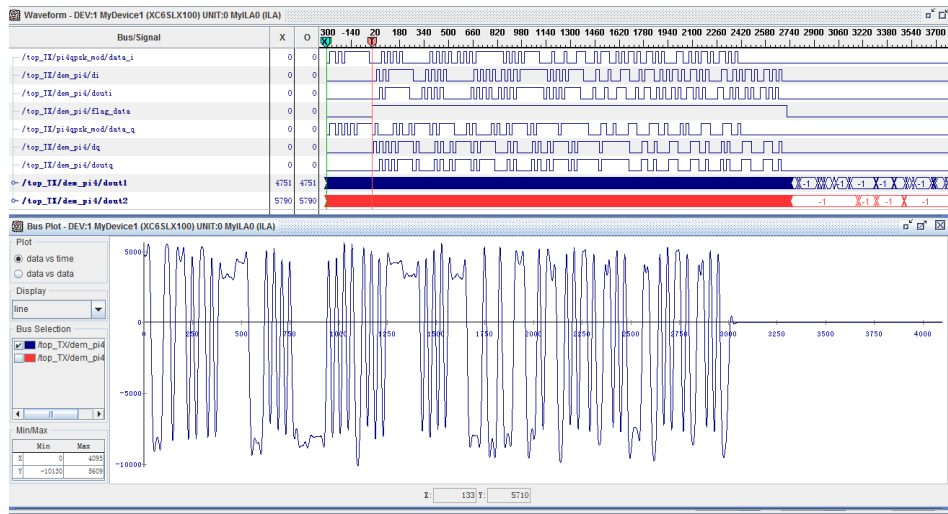 Waveform - DEV:1 MyDevice1 (XC6SLX100) UNIT:0 MyILA0 (ILA)
Bus/Signal X O 300 -140 20 180 340 500 660 820 980 1140 1300 1460 1620 1780 1940 2100 2260 2420 2580 2740 2900 3060 3220 3380 3540 3700
X T
/top_TX/pi4qpsk_mod/data_i 0 0
/top_TX/dem_pi4/di 0 0
/top_TX/dem_pi4/douti 0 0
/top_TX/dem_pi4/flag_data 0 0
/top_TX/pi4qpsk_mod/data_q 0 0
/top_TX/dem_pi4/dq 0 0
/top_TX/dem_pi4/doutq 0 0
/top_TX/dem_pi4/dout1 4751 4751 -1 -1 -1 -1 -1
/top_TX/dem_pi4/dout2 5790 5790 -1 -1 -1 -1
Bus Plot - DEV:1 MyDevice1 (XC6SLX100) UNIT:0 MyILA0 (ILA)
Plot
data vs time
data vs data
Display
line
Bus Selection
/top_TX/dem_pi4
/top_TX/dem_pi4
Min/Max
Min Max
X 0 4095
Y -10130 5609
5000
0
-5000
-10000
0 250 500 750 1000 1250 1500 1750 2000 2250 2500 2750 3000 3250 3500 3750 4000
X: 133 Y: 5710